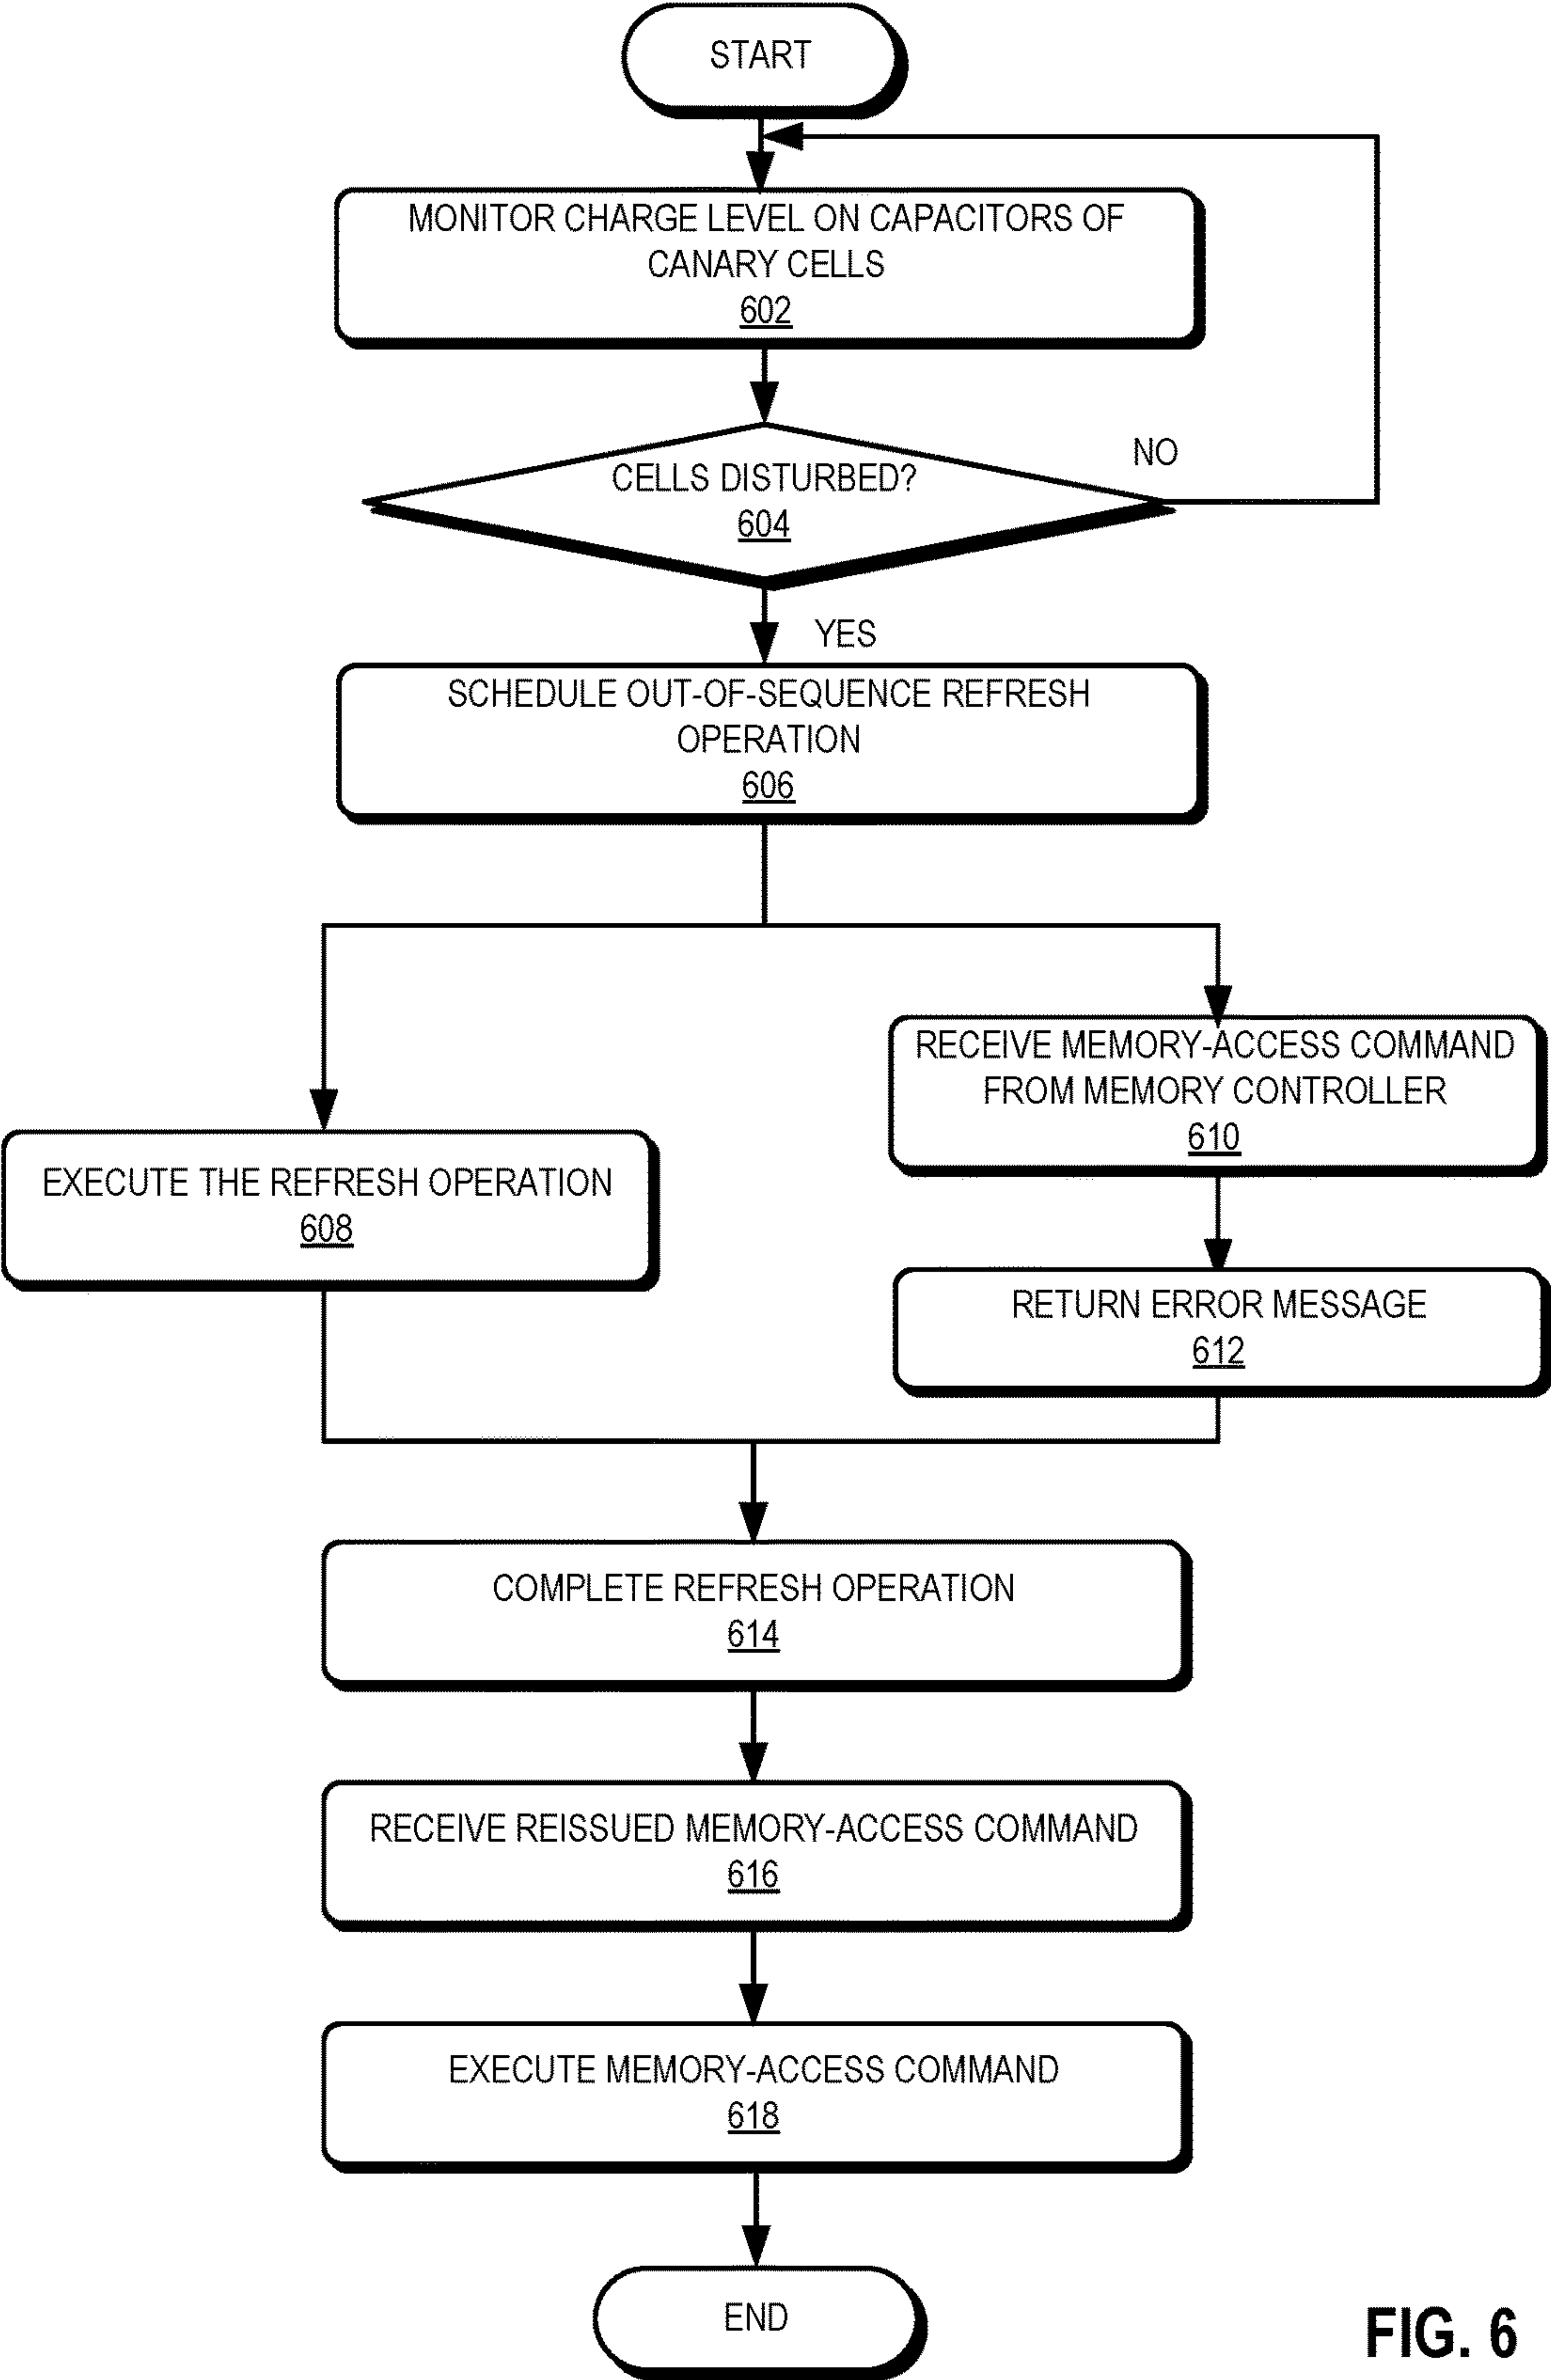 START
MONITOR CHARGE LEVEL ON CAPACITORS OF
CANARY CELLS
602
CELLS DISTURBED?
604
NO
YES
SCHEDULE OUT-OF-SEQUENCE REFRESH
OPERATION
606
EXECUTE THE REFRESH OPERATION
608
RECEIVE MEMORY-ACCESS COMMAND
FROM MEMORY CONTROLLER
610
RETURN ERROR MESSAGE
612
COMPLETE REFRESH OPERATION
614
RECEIVE REISSUED MEMORY-ACCESS COMMAND
616
EXECUTE MEMORY-ACCESS COMMAND
618
END
FIG. 6